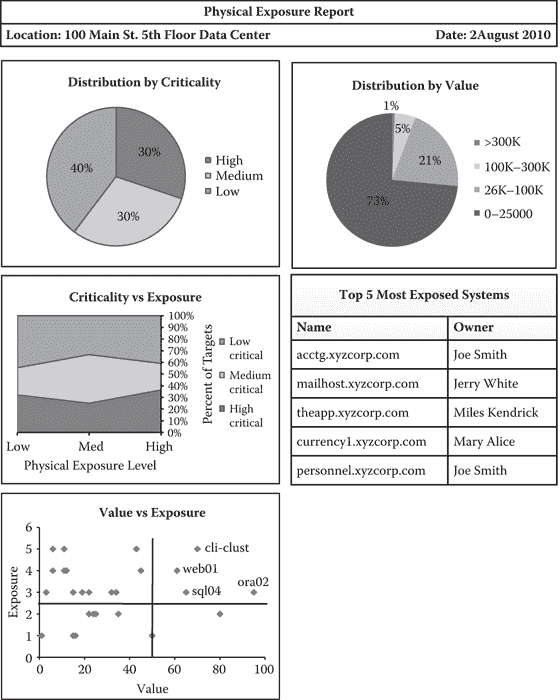 Physical Exposure Report
Location: 100 Main St. 5th Floor Data Center Date: 2August 2010
Distribution by Criticality
40%
30%
30%
High
Medium
Low
Distribution by Value
1%
5%
21%
73%
>300K
100K–300K
26K–100K
0–25000
Criticality vs Exposure
100%
90%
80%
70%
60%
50%
40%
30%
20%
10%
0%
Percent of Targets
Low critical
Medium critical
High critical
Low Med High
Physical Exposure Level
Top 5 Most Exposed Systems
Name Owner
acctg.xyzcorp.com Joe Smith
mailhost.xyzcorp.com Jerry White
theapp.xyzcorp.com Miles Kendrick
currency1.xyzcorp.com Mary Alice
personnel.xyzcorp.com Joe Smith
Value vs Exposure
Exposure
6
5
4
3
2
1
0 20 40 60 80 100
cli-clust
web01
ora02
sql04
Value